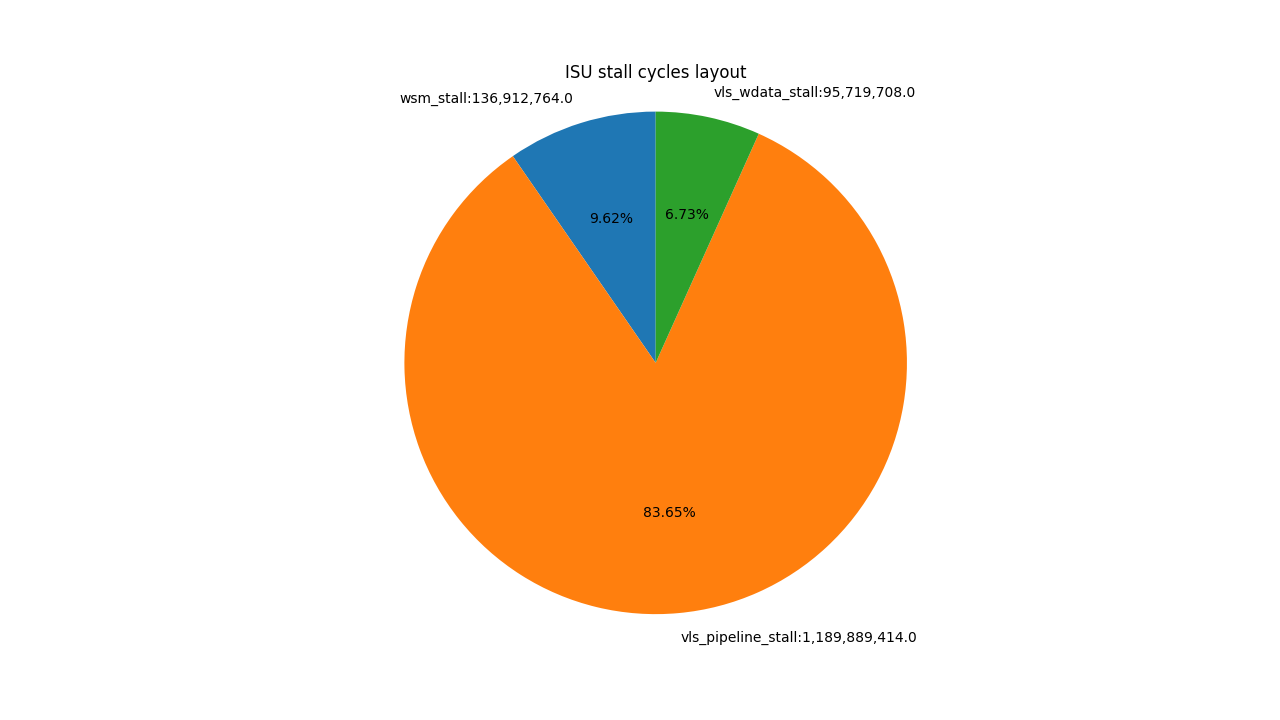 ISU stall cycles layout
vls_wdata_stall:95,719,708.0
wsm_stall:136,912,764.0
9.62%
6.73%
83.65%
vls_pipeline_stall:1,189,889,414.0